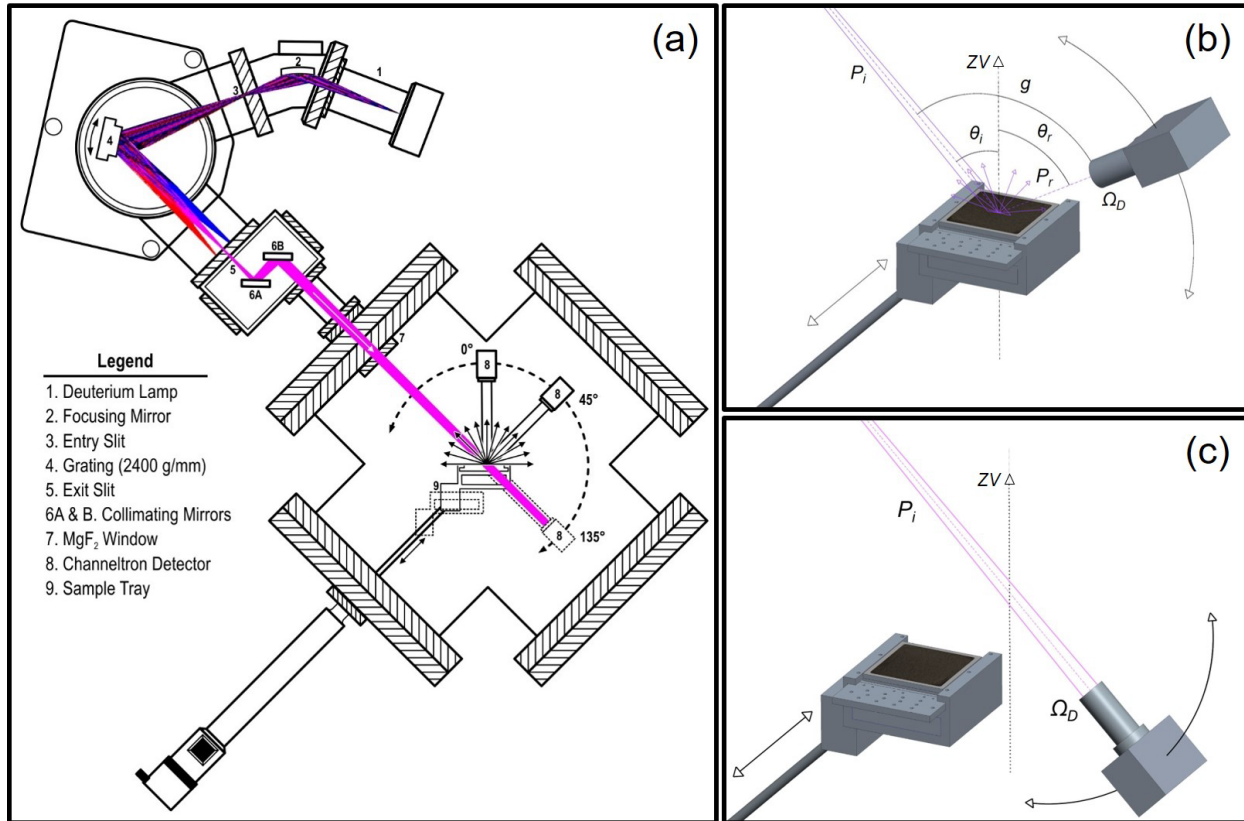 (a)
2
1
3
4
5
6B
6A
7
0°
8
8
45°
9
8
135°
Legend
1. Deuterium Lamp
2. Focusing Mirror
3. Entry Slit
4. Grating (2400 g/mm)
5. Exit Slit
6A & B. Collimating Mirrors
7. MgF₂ Window
8. Channeltron Detector
9. Sample Tray
(b)
Pᵢ
ZV
g
θᵢ
θᵣ
Pᵣ
Ω_D
(c)
ZV
Pᵢ
Ω_D